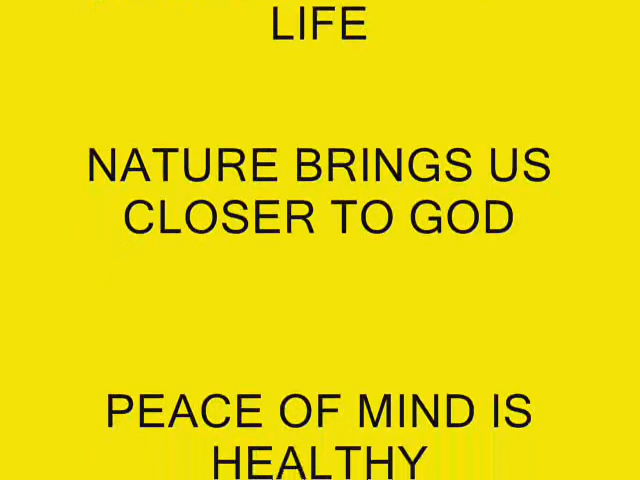 LIFE
NATURE BRINGS US
CLOSER TO GOD
PEACE OF MIND IS
HEALTHY